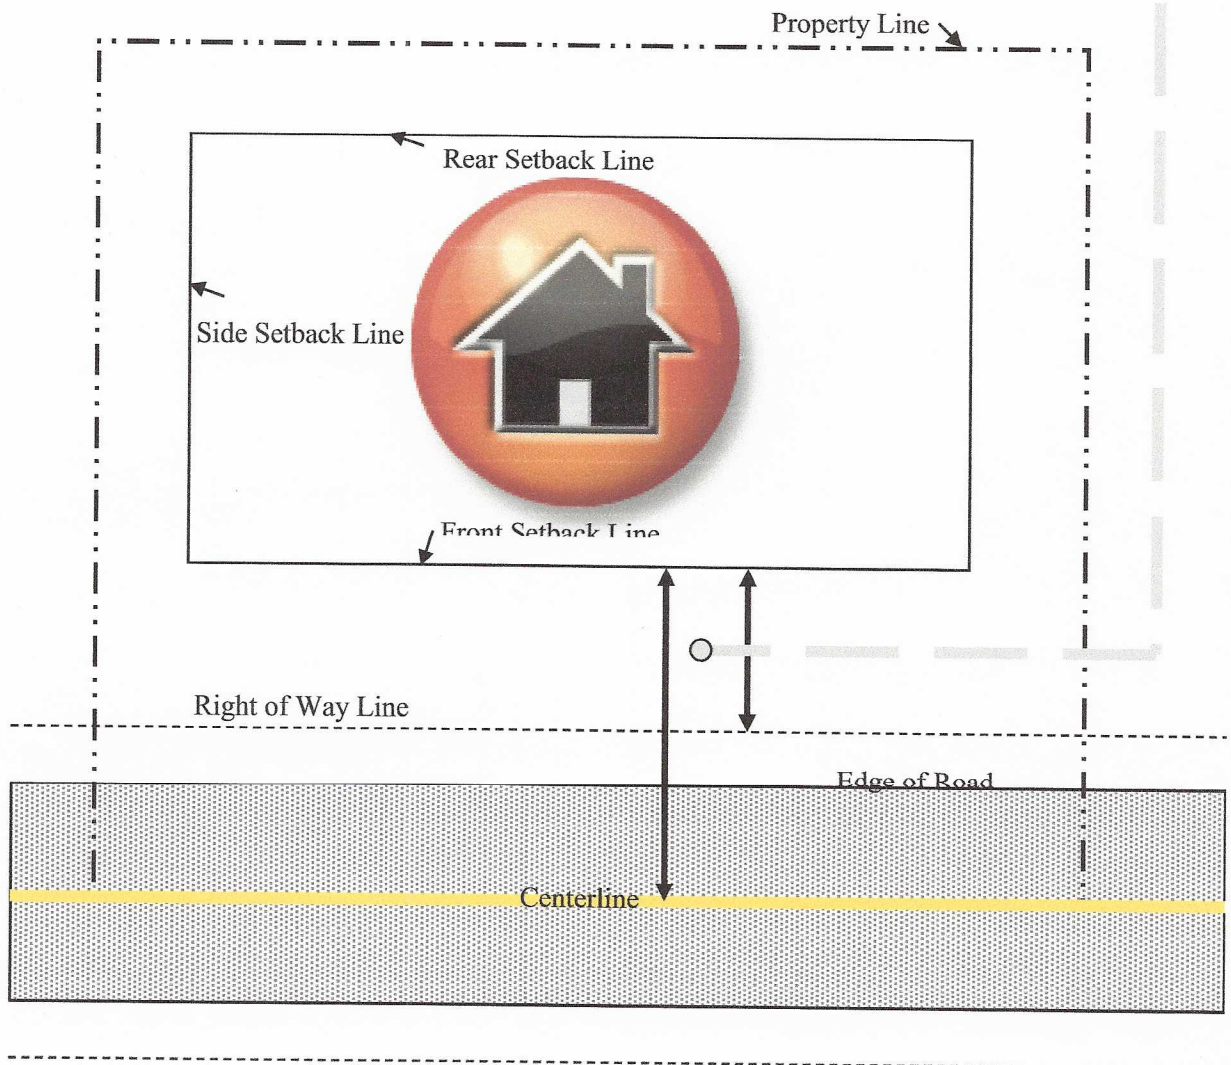 Property Line
Rear Setback Line
Side Setback Line
Front Setback Line
Right of Way Line
Edge of Road
Centerline